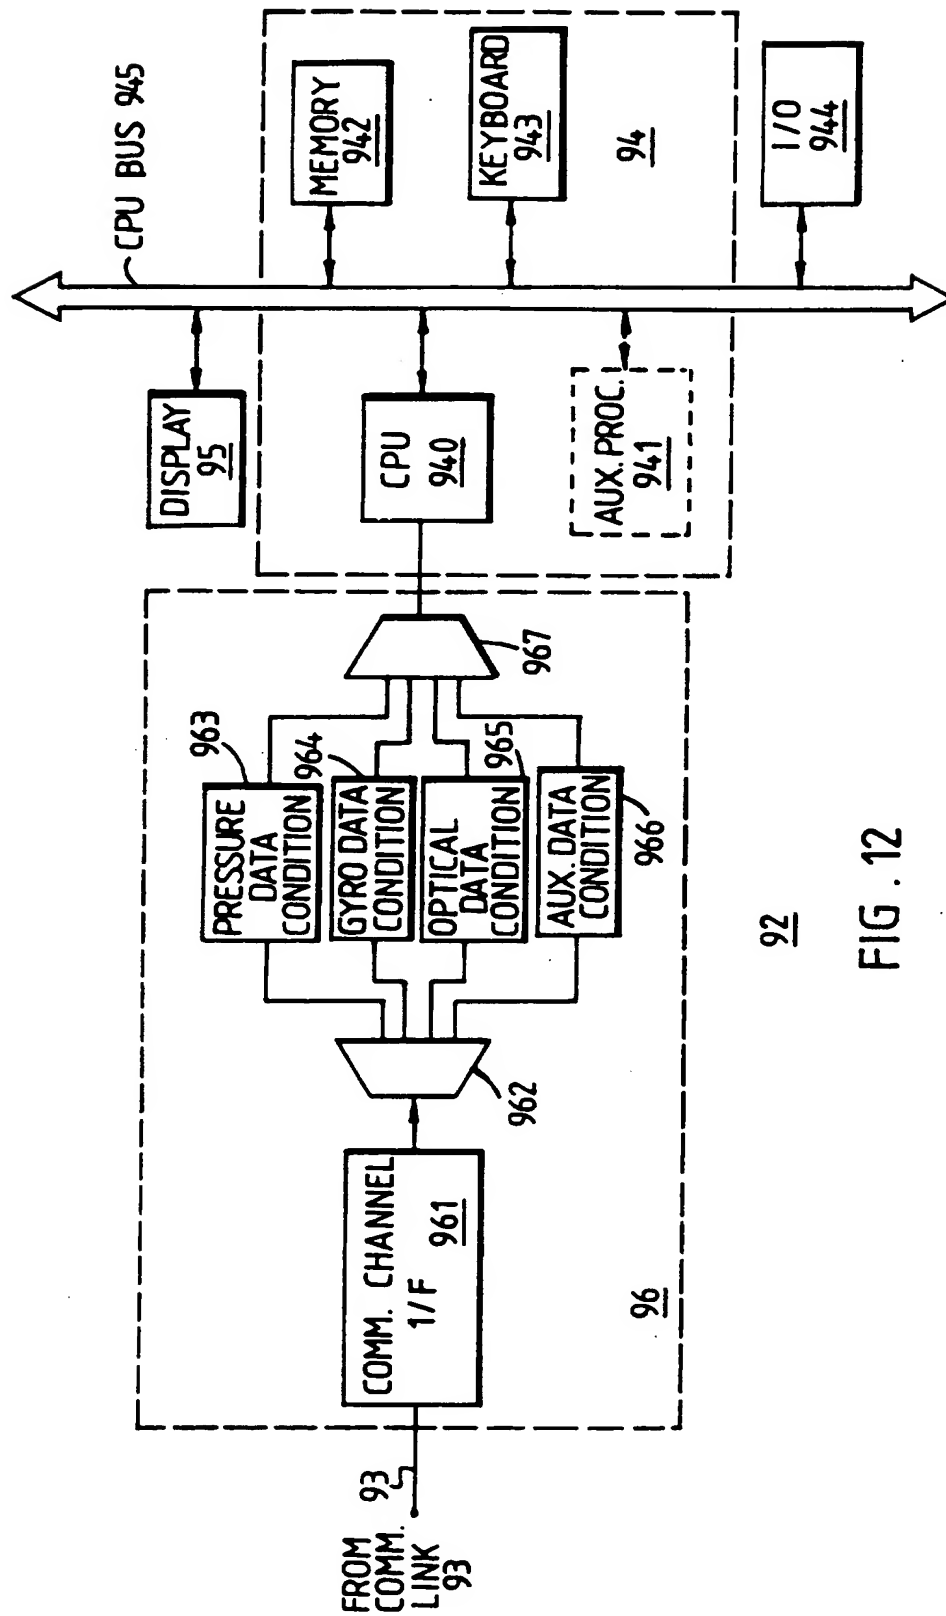 CPU BUS 945
DISPLAY
95
MEMORY
942
KEYBOARD
943
94
I/O
944
CPU
940
AUX.PROC.
941
967
963
PRESSURE
DATA
CONDITION
964
GYRO DATA
CONDITION
965
OPTICAL
DATA
CONDITION
AUX. DATA
CONDITION
966
962
COMM. CHANNEL
1/F
961
96
93
FROM
COMM.
LINK
93
92
FIG. 12